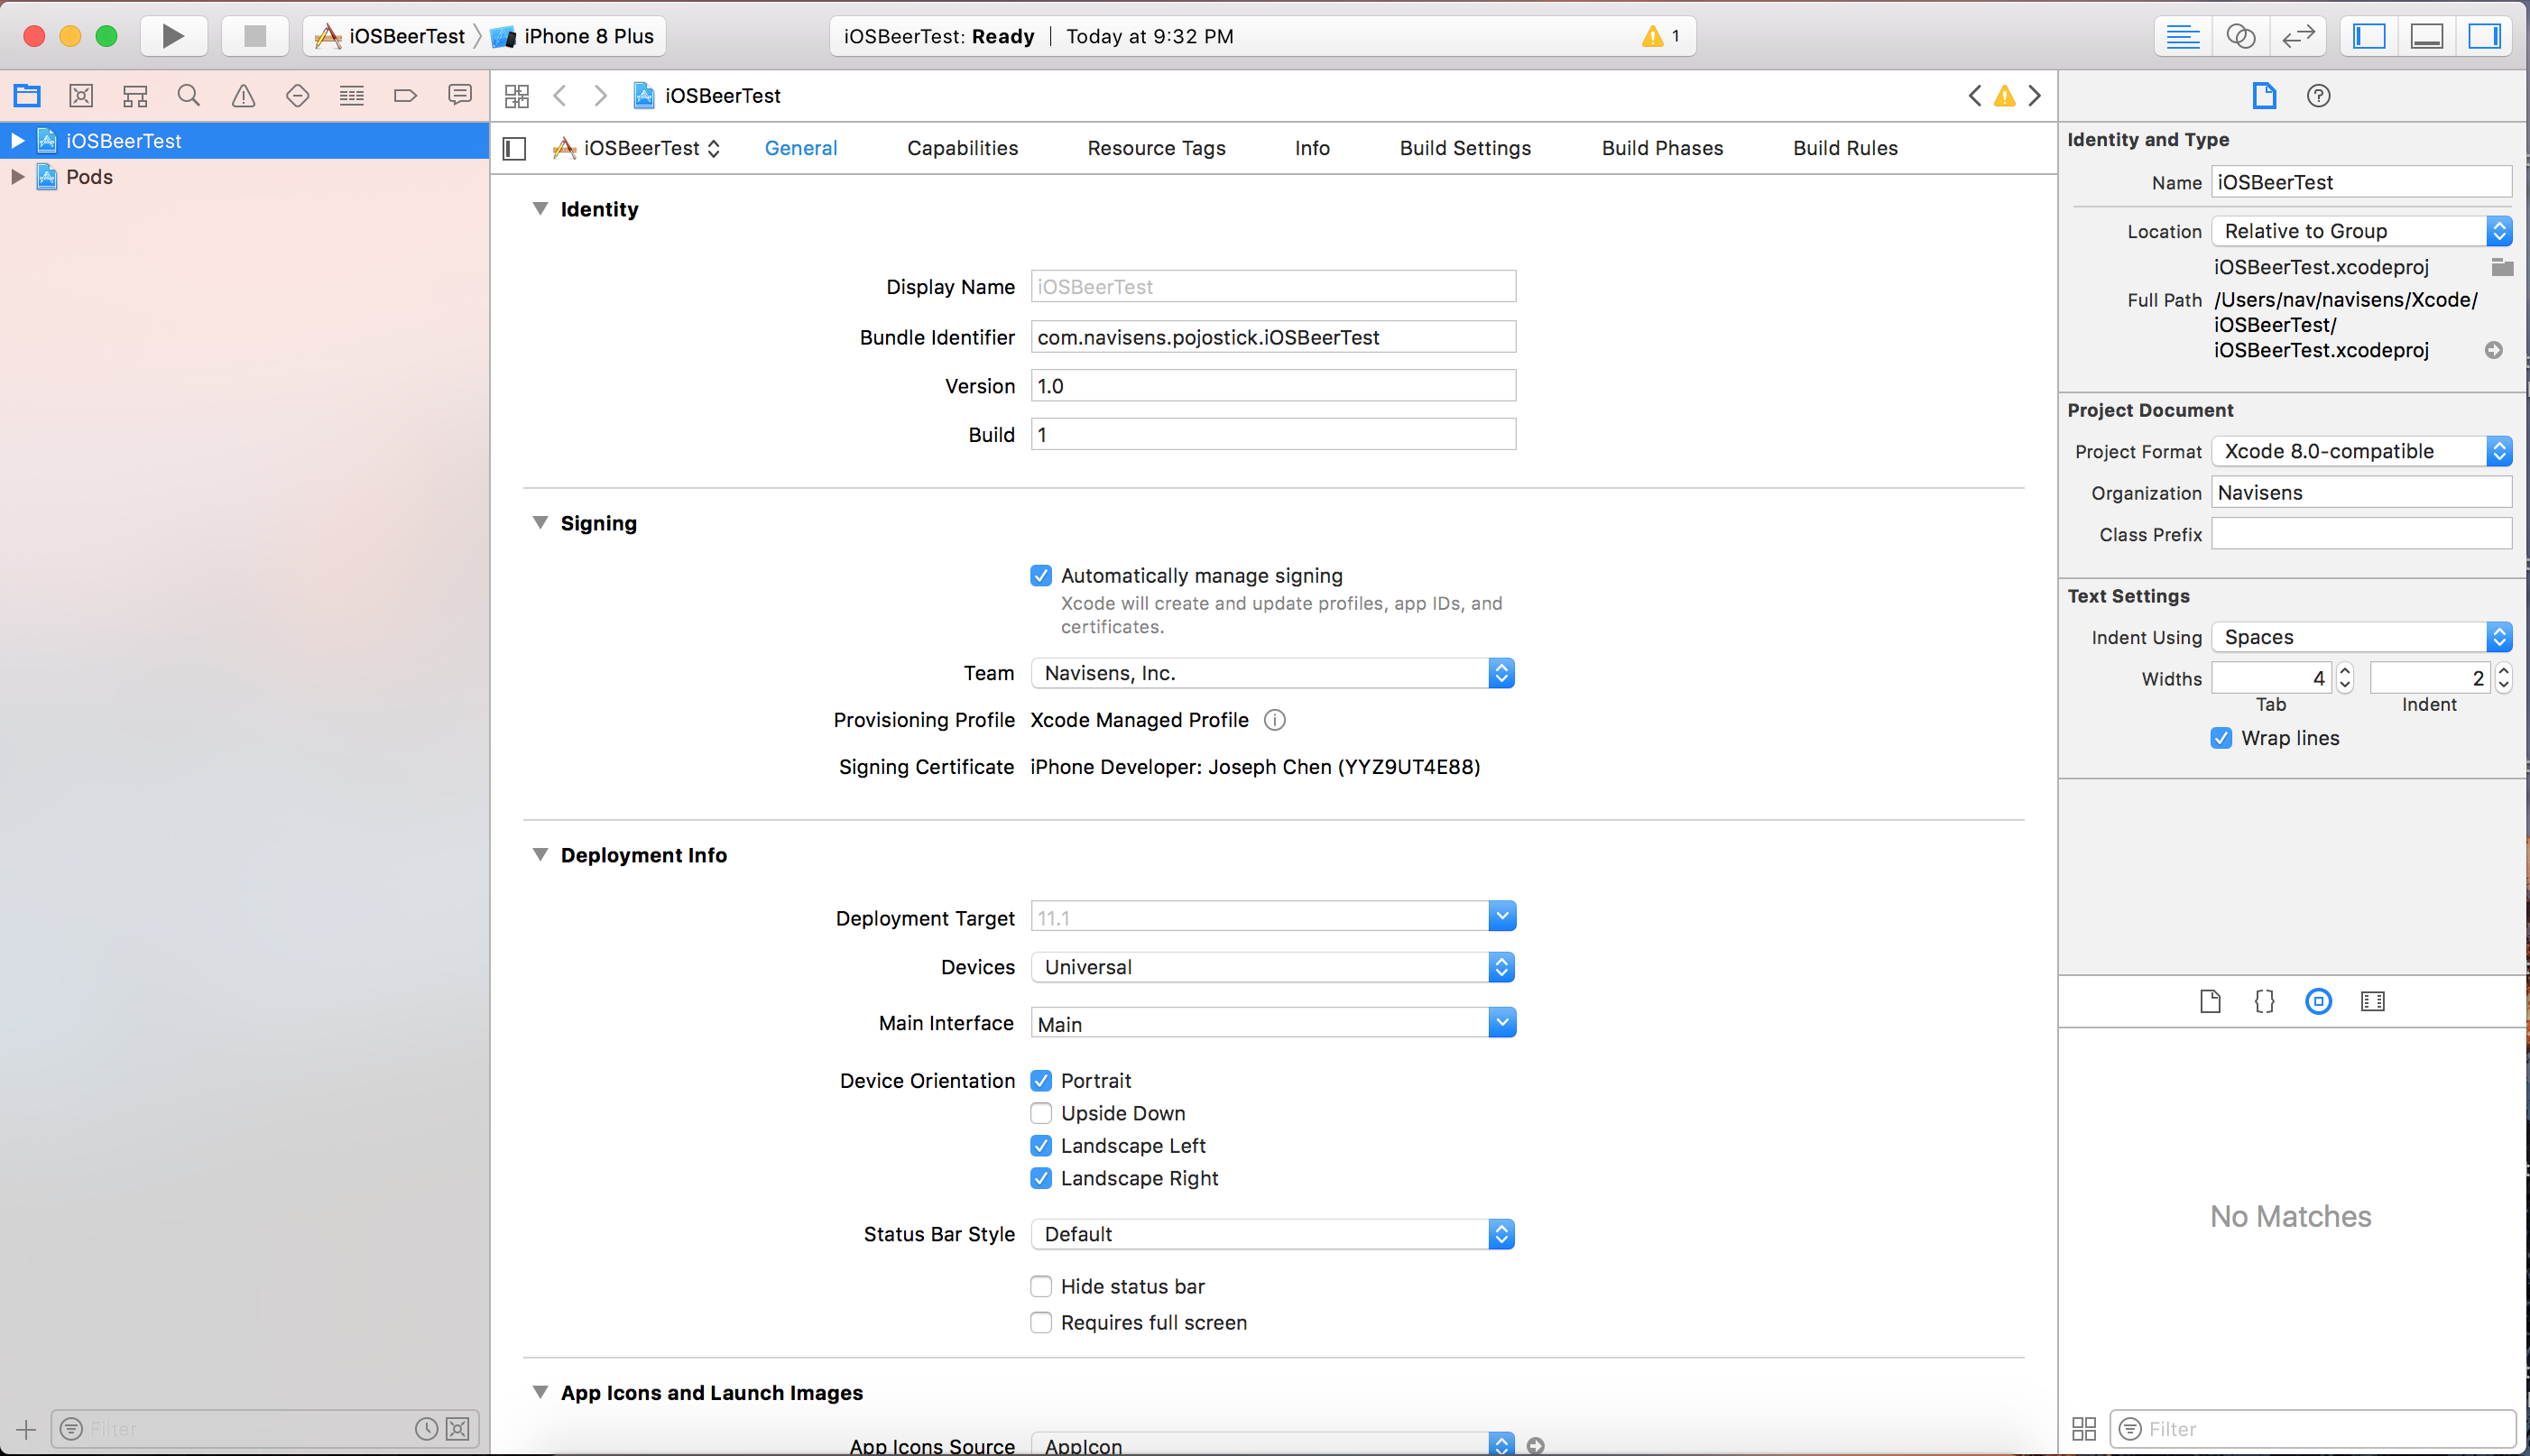 iOSBeerTest iPhone 8 Plus
iOSBeerTest: Ready Today at 9:32 PM 1
iOSBeerTest
Pods
Filter
iOSBeerTest
iOSBeerTest General Capabilities Resource Tags Info Build Settings Build Phases Build Rules
Identity
Display Name iOSBeerTest
Bundle Identifier com.navisens.pojostick.iOSBeerTest
Version 1.0
Build 1
Signing
Automatically manage signing
Xcode will create and update profiles, app IDs, and
certificates.
Team Navisens, Inc.
Provisioning Profile Xcode Managed Profile
Signing Certificate iPhone Developer: Joseph Chen (YYZ9UT4E88)
Deployment Info
Deployment Target 11.1
Devices Universal
Main Interface Main
Device Orientation Portrait
Upside Down
Landscape Left
Landscape Right
Status Bar Style Default
Hide status bar
Requires full screen
App Icons and Launch Images
App Icons Source AppIcon
Identity and Type
Name iOSBeerTest
Location Relative to Group
iOSBeerTest.xcodeproj
Full Path /Users/nav/navisens/Xcode/
iOSBeerTest/
iOSBeerTest.xcodeproj
Project Document
Project Format Xcode 8.0-compatible
Organization Navisens
Class Prefix
Text Settings
Indent Using Spaces
Widths 4 2
Tab Indent
Wrap lines
No Matches
Filter